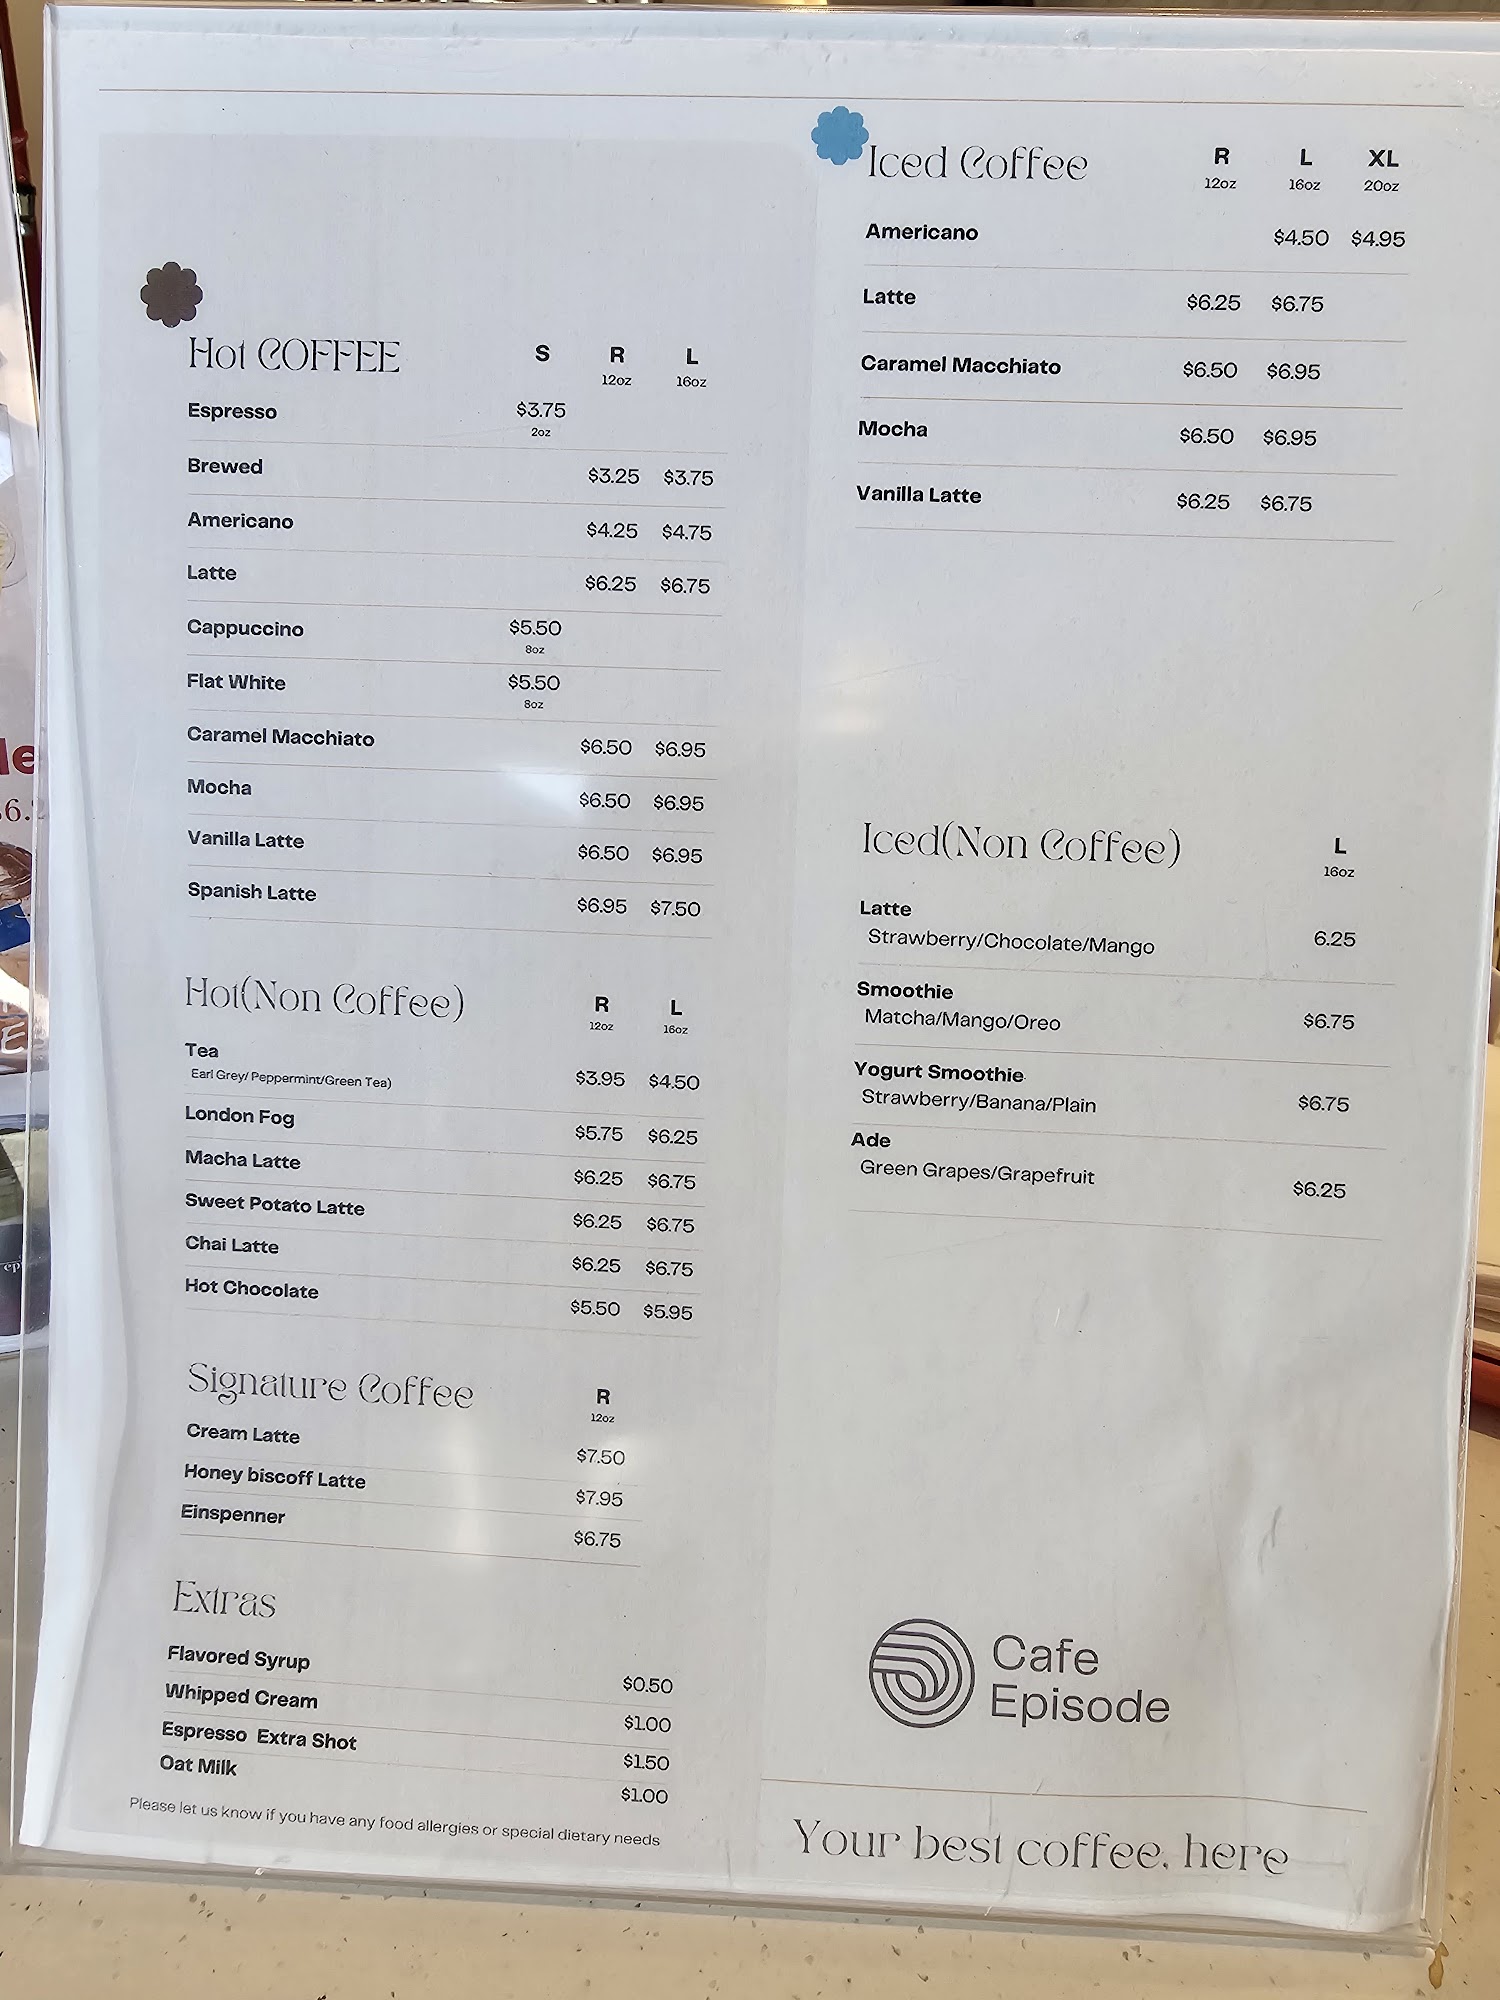 Hot COFFEE S R L
12oz 16oz
Espresso $3.75
2oz
Brewed $3.25 $3.75
Americano $4.25 $4.75
Latte $6.25 $6.75
Cappuccino $5.50
8oz
Flat White $5.50
8oz
Caramel Macchiato $6.50 $6.95
Mocha $6.50 $6.95
Vanilla Latte $6.50 $6.95
Spanish Latte $6.95 $7.50
Hot(Non Coffee) R L
12oz 16oz
Tea
Earl Grey/ Peppermint/Green Tea) $3.95 $4.50
London Fog $5.75 $6.25
Macha Latte $6.25 $6.75
Sweet Potato Latte $6.25 $6.75
Chai Latte $6.25 $6.75
Hot Chocolate $5.50 $5.95
Signature Coffee R
12oz
Cream Latte $7.50
Honey biscoff Latte $7.95
Einspenner $6.75
Extras
Flavored Syrup $0.50
Whipped Cream $1.00
Espresso Extra Shot $1.50
Oat Milk $1.00
Please let us know if you have any food allergies or special dietary needs
Iced Coffee R L XL
12oz 16oz 20oz
Americano $4.50 $4.95
Latte $6.25 $6.75
Caramel Macchiato $6.50 $6.95
Mocha $6.50 $6.95
Vanilla Latte $6.25 $6.75
Iced(Non Coffee) L
16oz
Latte
Strawberry/Chocolate/Mango 6.25
Smoothie
Matcha/Mango/Oreo $6.75
Yogurt Smoothie
Strawberry/Banana/Plain $6.75
Ade
Green Grapes/Grapefruit $6.25
Cafe
Episode
Your best coffee, here